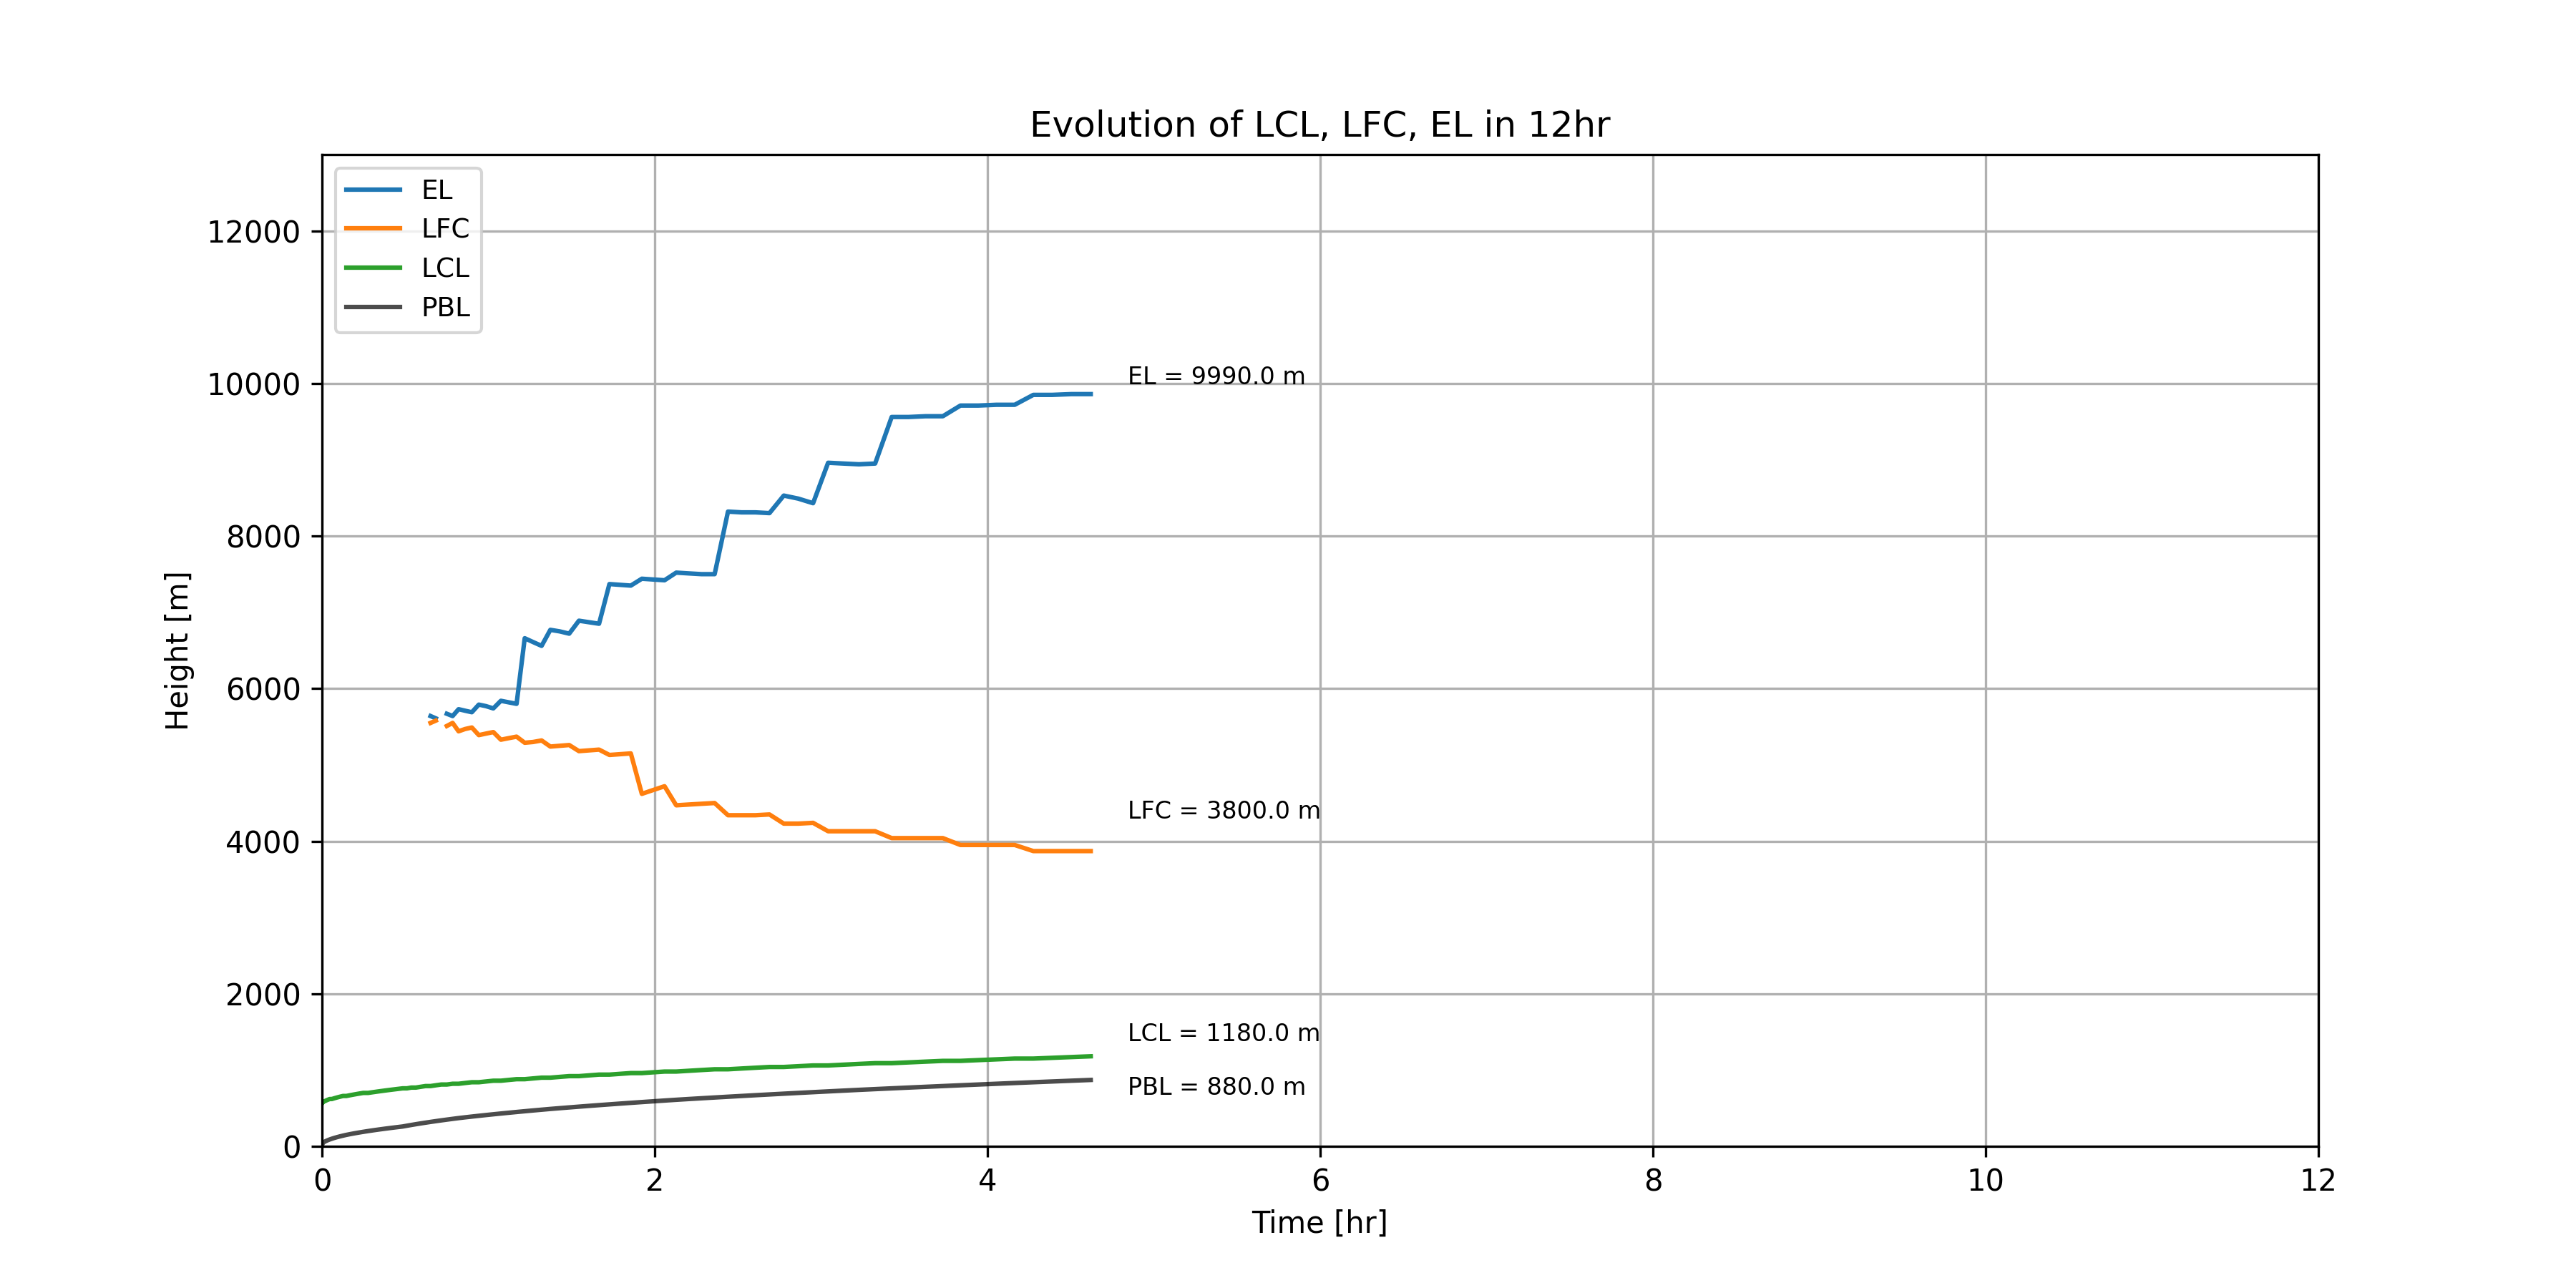 Evolution of LCL, LFC, EL in 12hr
EL
LFC
LCL
PBL
12000
10000
8000
6000
4000
2000
0
Height [m]
EL = 9990.0 m
LFC = 3800.0 m
LCL = 1180.0 m
PBL = 880.0 m
0 2 4 6 8 10 12
Time [hr]